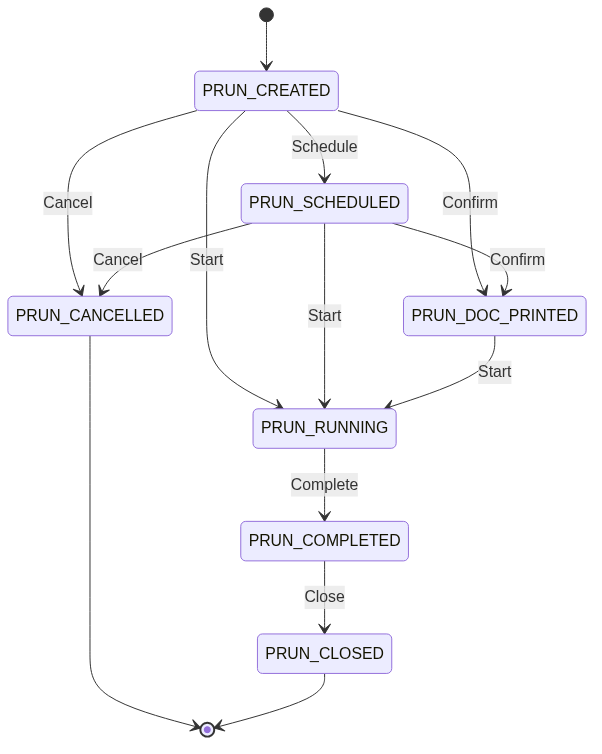 PRUN_CREATED
Schedule
Cancel
PRUN_SCHEDULED
Confirm
Cancel
Start
Confirm
PRUN_CANCELLED
Start
PRUN_DOC_PRINTED
Start
PRUN_RUNNING
Complete
PRUN_COMPLETED
Close
PRUN_CLOSED